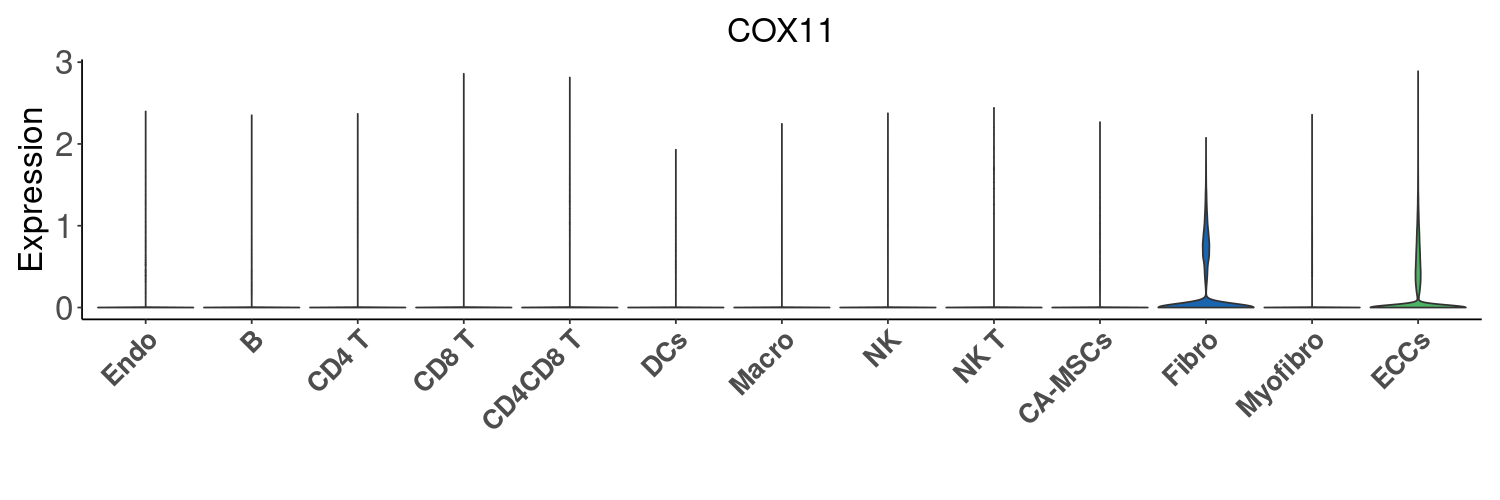 COX11
Expression
3
2
1
0
Endo
B
CD4 T
CD8 T
CD4CD8 T
DCs
Macro
NK
NK T
CA-MSCs
Fibro
Myofibro
ECCs